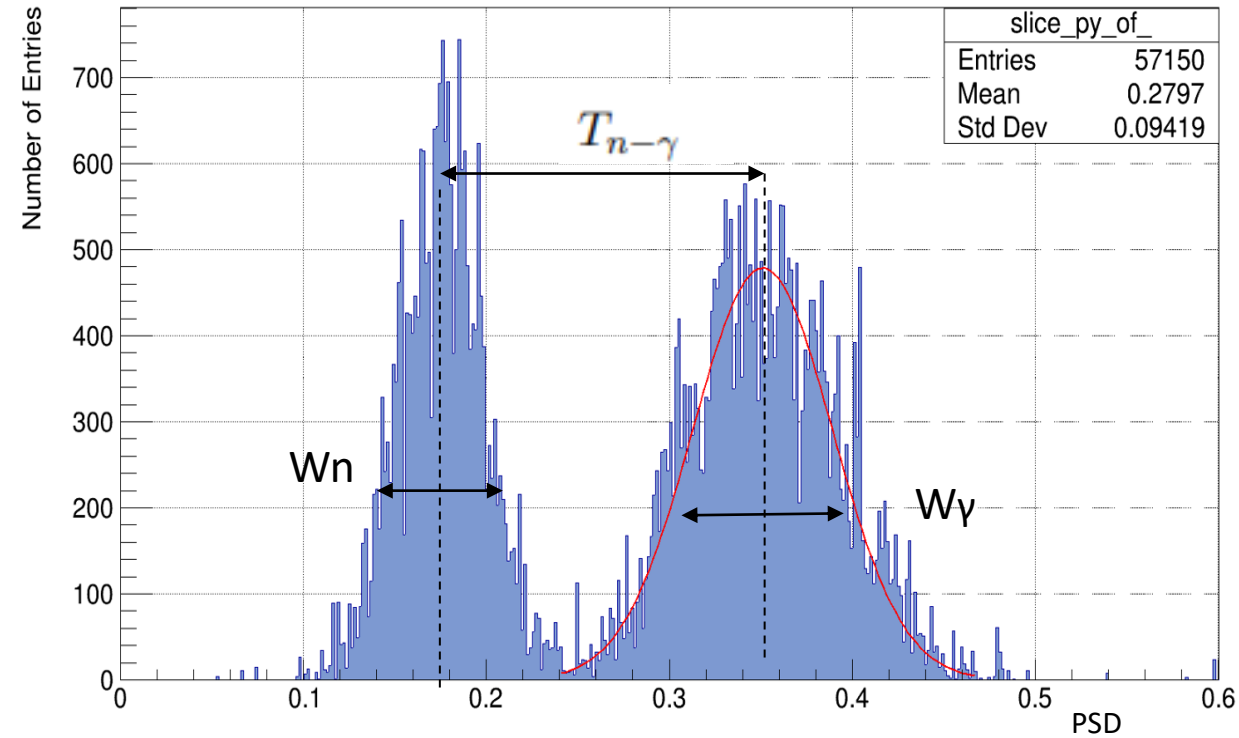 Number of Entries
700
600
500
400
300
200
100
0
slice_py_of_
Entries 57150
Mean 0.2797
Std Dev 0.09419
T_{n-γ}
Wn
Wγ
0 0.1 0.2 0.3 0.4 0.5 0.6
PSD